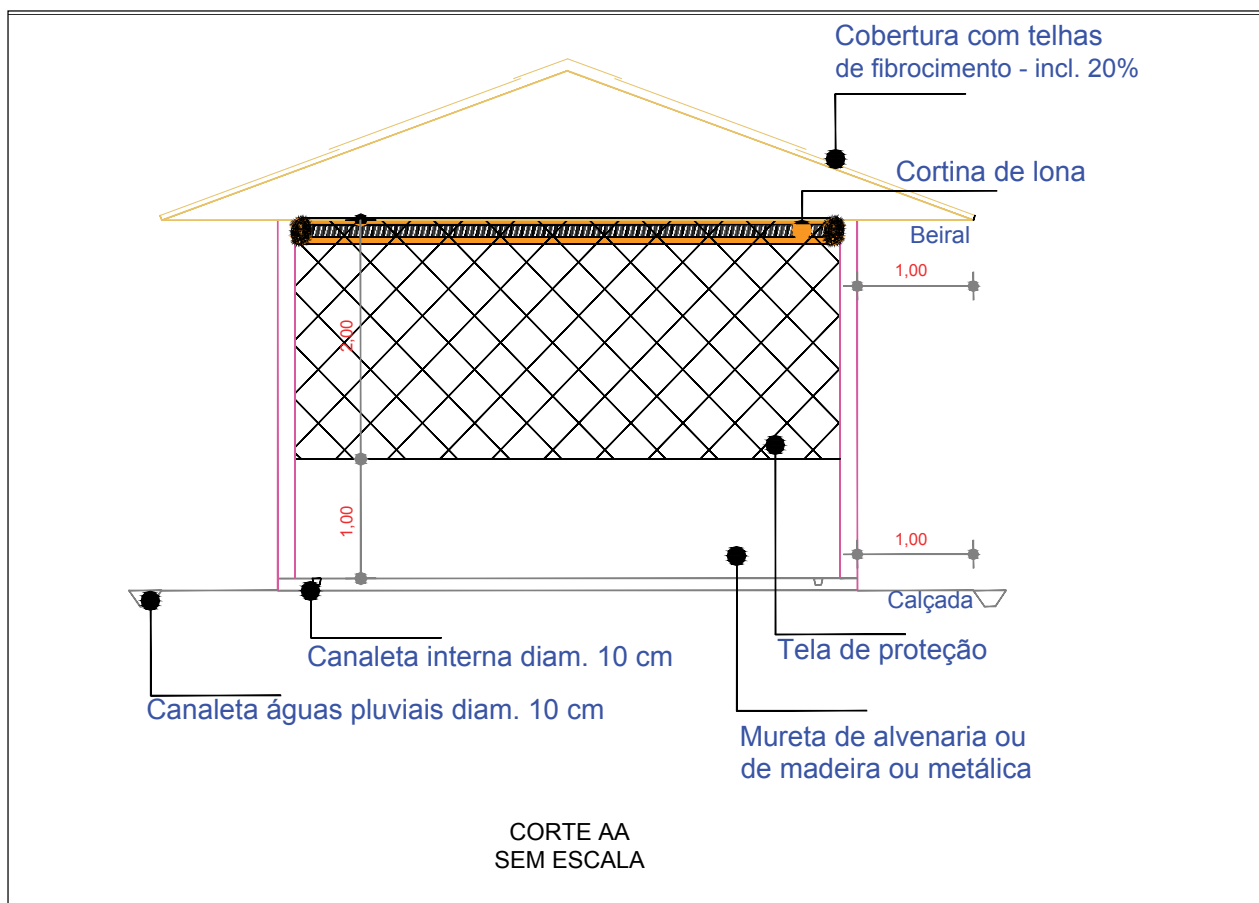 Cobertura com telhas
de fibrocimento - incl. 20%
Cortina de lona
Beiral
1,00
2,00
1,00
1,00
Calçada
Canaleta interna diam. 10 cm
Tela de proteção
Canaleta águas pluviais diam. 10 cm
Mureta de alvenaria ou
de madeira ou metálica
CORTE AA
SEM ESCALA